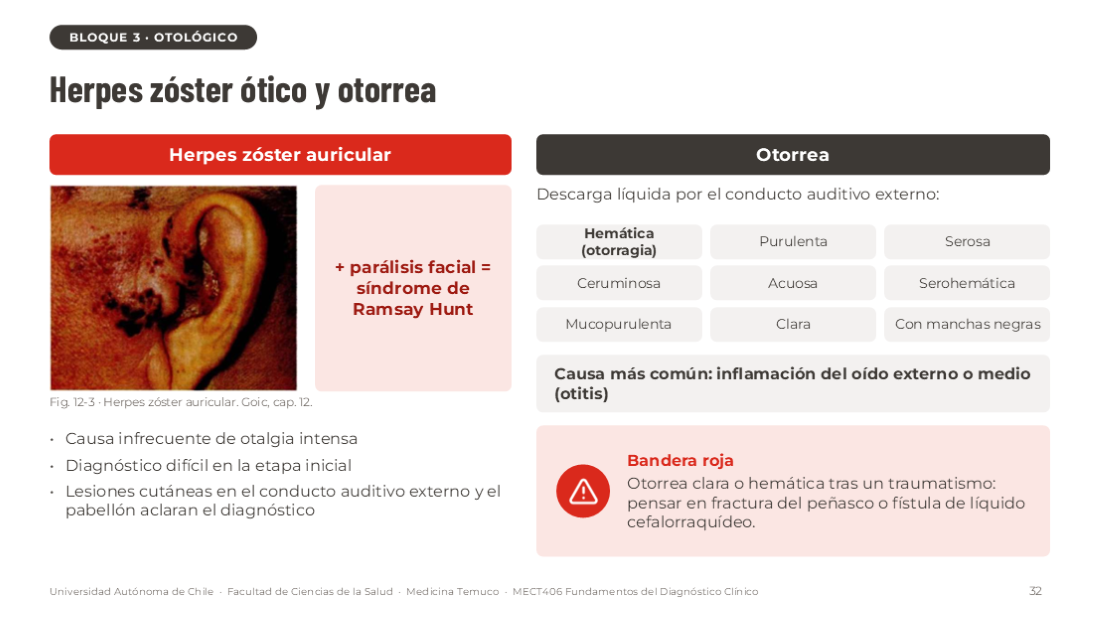 BLOQUE 3 · OTOLÓGICO
Herpes zóster ótico y otorrea
Herpes zóster auricular
+ parálisis facial =
síndrome de
Ramsay Hunt
Fig. 12-3 · Herpes zóster auricular. Goic, cap. 12.
• Causa infrecuente de otalgia intensa
• Diagnóstico difícil en la etapa inicial
• Lesiones cutáneas en el conducto auditivo externo y el
pabellón aclaran el diagnóstico
Otorrea
Descarga líquida por el conducto auditivo externo:
Hemática
(otorragia)
Purulenta
Serosa
Ceruminosa
Acuosa
Serohemática
Mucopurulenta
Clara
Con manchas negras
Causa más común: inflamación del oído externo o medio
(otitis)
Bandera roja
Otorrea clara o hemática tras un traumatismo:
pensar en fractura del peñasco o fístula de líquido
cefalorraquídeo.
Universidad Autónoma de Chile · Facultad de Ciencias de la Salud · Medicina Temuco · MECT406 Fundamentos del Diagnóstico Clínico
32